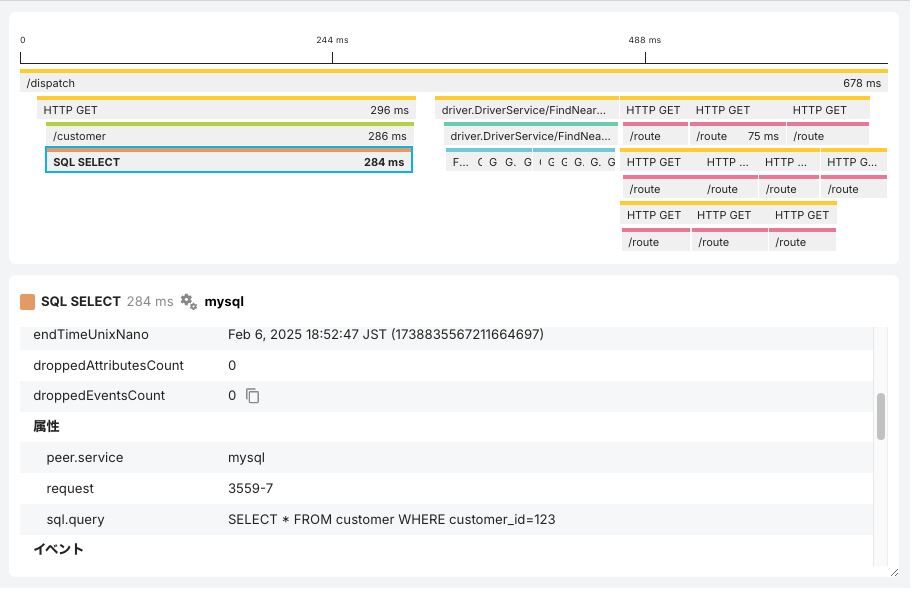 0 244 ms 488 ms
/dispatch 678 ms
HTTP GET 296 ms driver.DriverService/FindNear... HTTP GET HTTP GET HTTP GET
/customer 286 ms driver.DriverService/FindNea... /route /route 75 ms /route
SQL SELECT 284 ms F... G G. G G G G. G. G HTTP GET HTTP ... HTTP ... HTTP G...
/route /route /route /route
HTTP GET HTTP GET HTTP GET
/route /route /route
SQL SELECT 284 ms mysql
endTimeUnixNano Feb 6, 2025 18:52:47 JST (1738835567211664697)
droppedAttributesCount 0
droppedEventsCount 0
属性
peer.service mysql
request 3559-7
sql.query SELECT * FROM customer WHERE customer_id=123
イベント